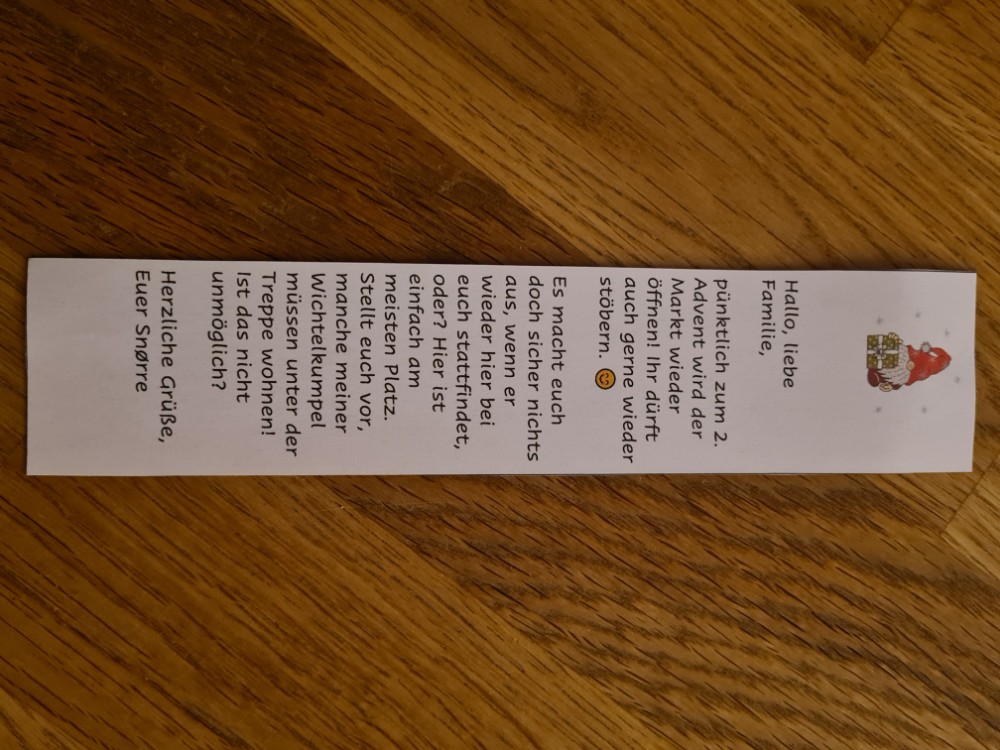 Hallo, liebe
Familie,
pünktlich zum 2.
Advent wird der
Markt wieder
öffnen! Ihr dürft
auch gerne wieder
stöbern. 😊
Es macht euch
doch sicher nichts
aus, wenn er
wieder hier bei
euch stattfindet,
oder? Hier ist
einfach am
meisten Platz.
Stellt euch vor,
manche meiner
Wichtelkumpel
müssen unter der
Treppe wohnen!
Ist das nicht
unmöglich?
Herzliche Grüße,
Euer Snørre